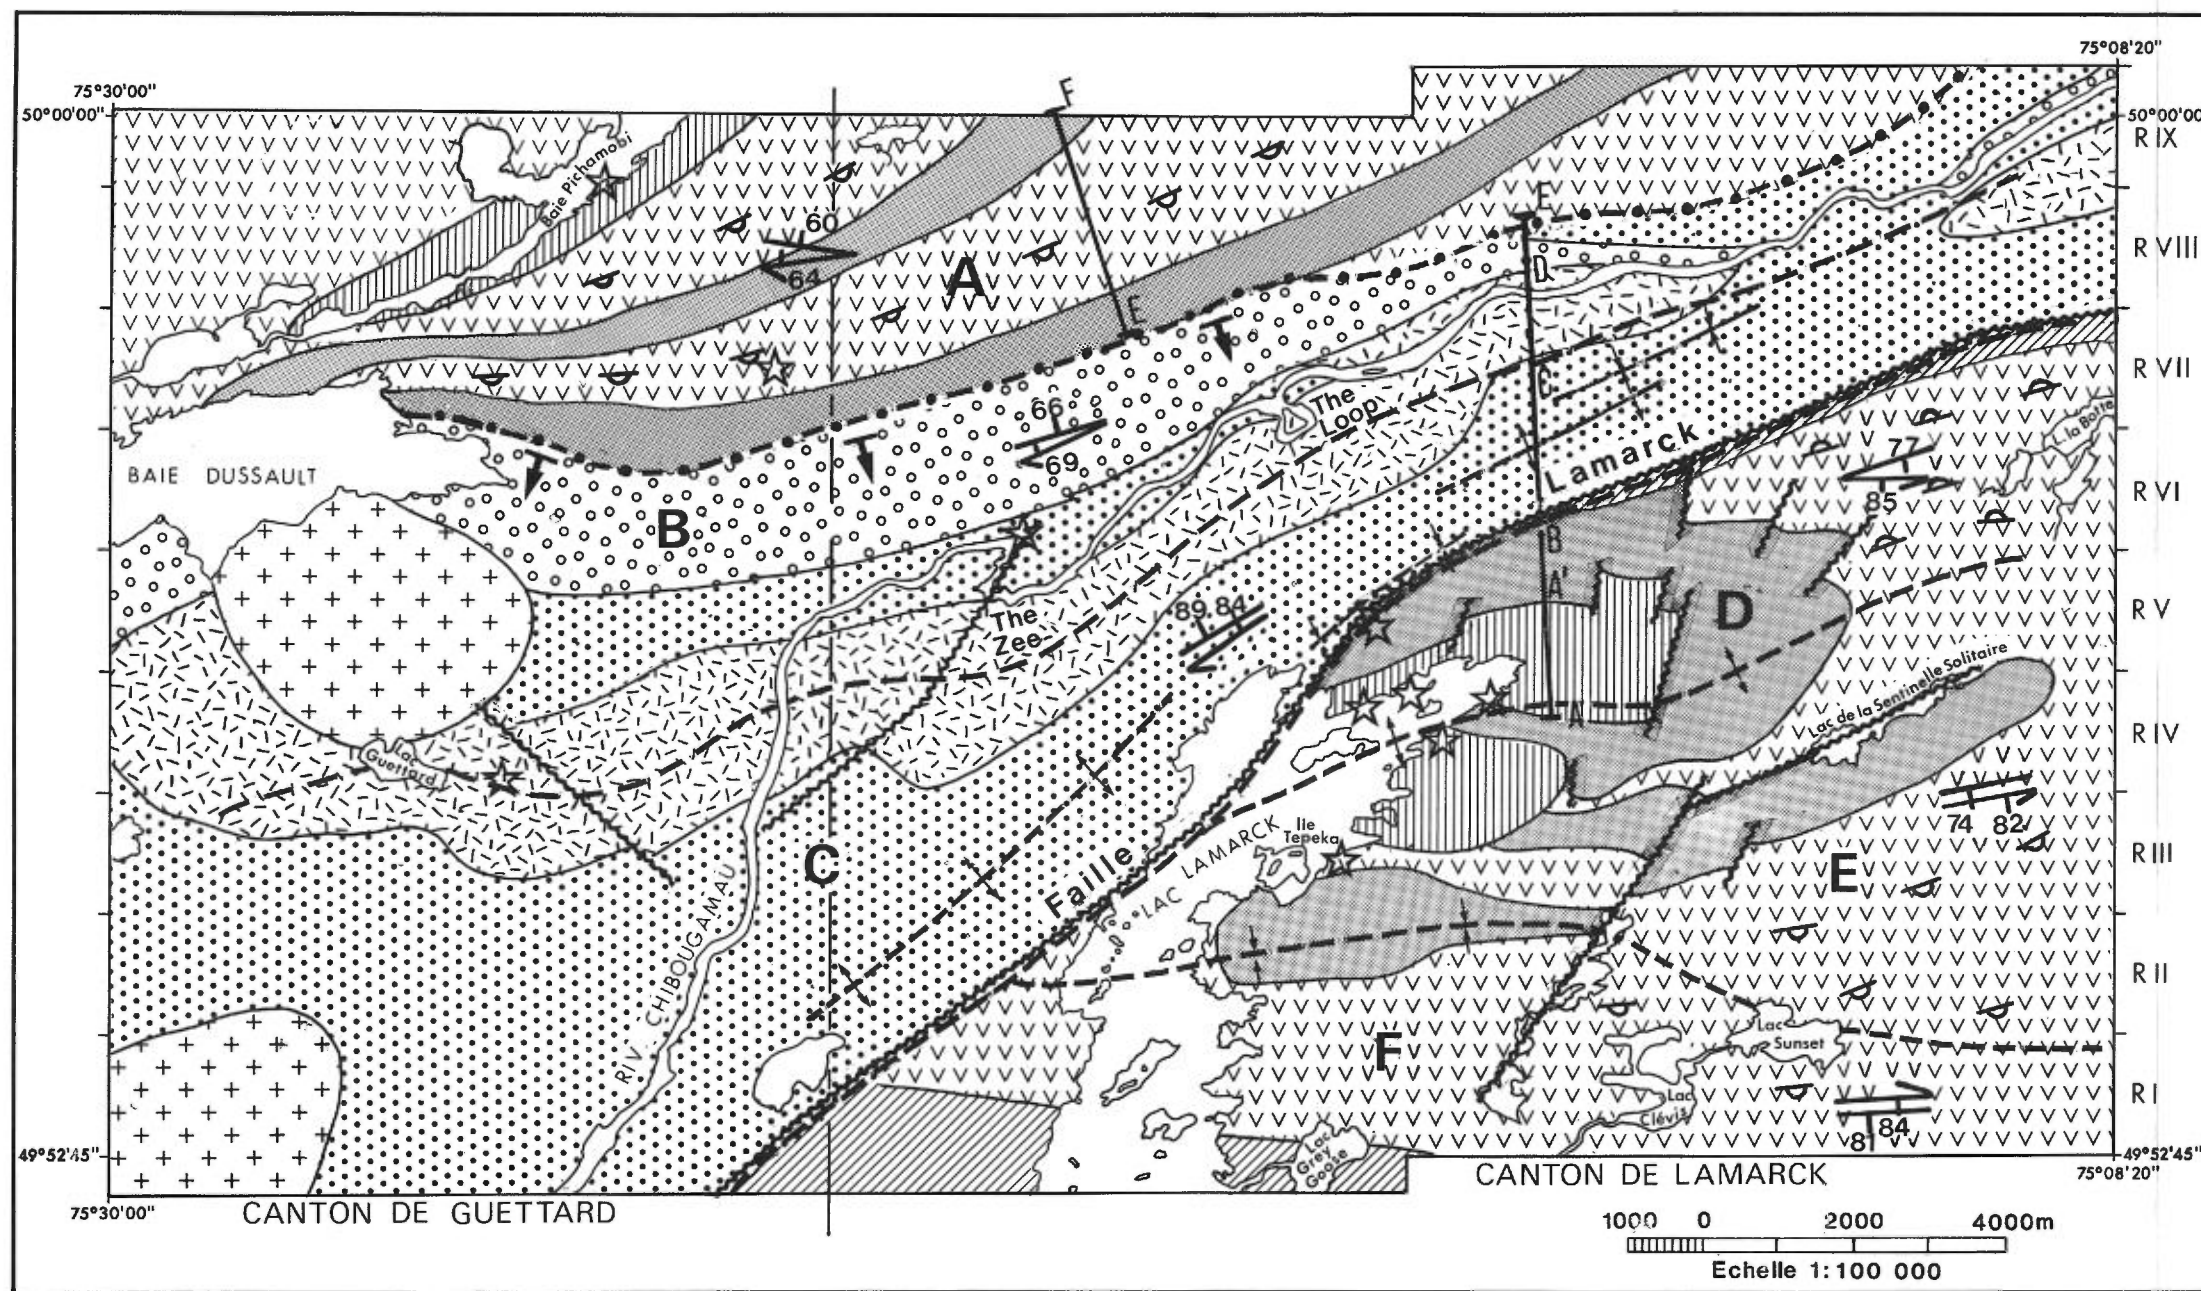 75°08'20"
75°30'00"
50°00'00"
50°00'00"
F
R IX
Baie Pichamobi
60
64
A
E
D
R VIII
E
The
Loop
C
R VII
L. la Botte
66
69
Lamarck
77
85
BAIE DUSSAULT
R VI
B
B
A'
D
R V
The
Zee
89
84
Lac de la Sentinelle Solitaire
A
R IV
Lac
Guettard
74
82
Ile
Tepeka
LAC LAMARCK
Faille
C
E
R III
RIV. CHIBOUGAMAU
R II
F
Lac
Sunset
Lac
Clévis
R I
81
84
Lac
Grey
Goose
49°52'45"
49°52'45"
75°08'20"
75°30'00"
CANTON DE GUETTARD
CANTON DE LAMARCK
1000 0 2000 4000m
Echelle 1:100 000